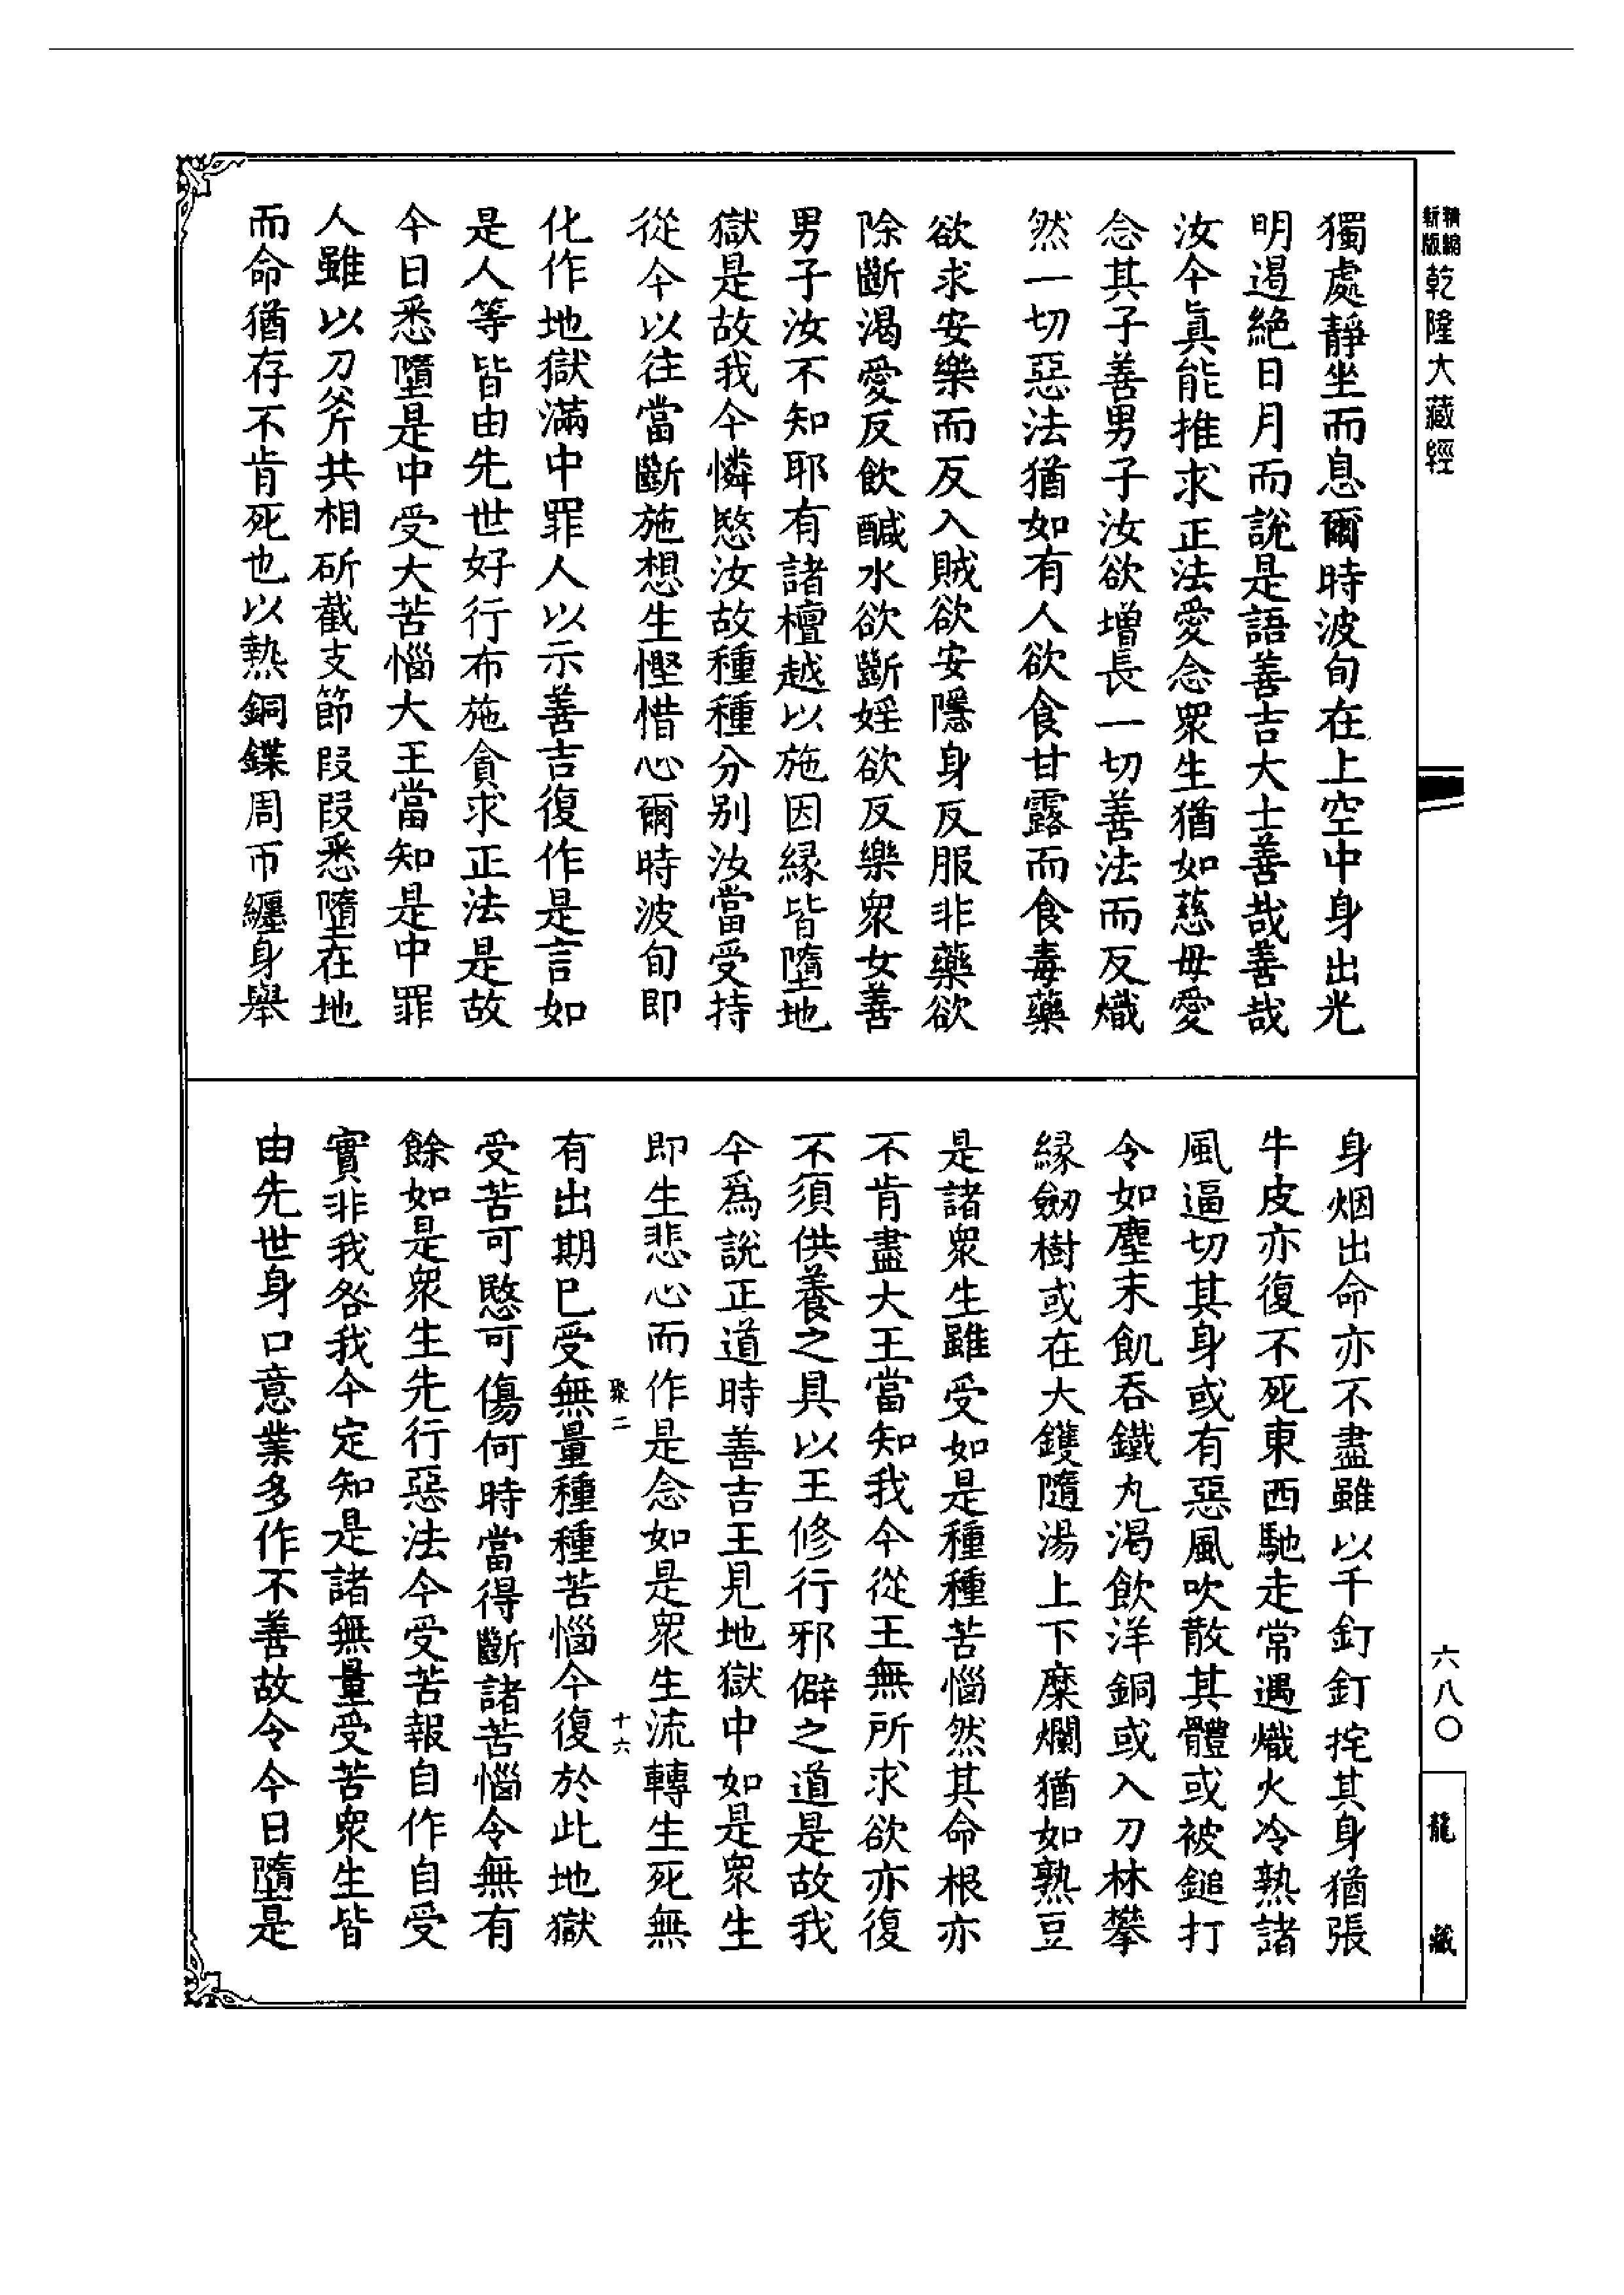 新版精縮乾隆大藏經
獨處靜坐而息爾時波旬在上空中身出光
明遏絕日月而說是語善吉大士善哉善哉
汝今眞能推求正法愛念眾生猶如慈母愛
念其子善男子汝欲增長一切善法而反熾
然一切惡法猶如有人欲食甘露而食毒藥
欲求安樂而反入賊欲安隱身反服非藥欲
除斷渴愛反飲醎水欲斷婬欲反樂眾女善
男子汝不知耶有諸檀越以施因緣皆墮地
獄是故我今憐愍汝故種種分別汝當受持
從今以往當斷施想生慳惜心爾時波旬即
化作地獄滿中罪人以示善吉復作是言如
是人等皆由先世好行布施貪求正法是故
今日悉墮是中受大苦惱大王當知是中罪
人雖以刀斧共相斫截支節段段悉墮在地
而命猶存不肯死也以熱銅鍱周帀纏身舉
身烟出命亦不盡雖以千釘釘挓其身猶張
牛皮亦復不死東西馳走常遇熾火冷熱諸
風逼切其身或有惡風吹散其體或被鎚打
令如塵末飢吞鐵丸渴飲洋銅或入刀林攀
緣劒樹或在大鑊隨湯上下糜爛猶如熟豆
是諸眾生雖受如是種種苦惱然其命根亦
不肯盡大王當知我今從王無所求欲亦復
不須供養之具以王修行邪僻之道是故我
今爲說正道時善吉王見地獄中如是眾生
即生悲心而作是念如是眾生流轉生死無
聚二 十六
有出期已受無量種種苦惱今復於此地獄
受苦可愍可傷何時當得斷諸苦惱令無有
餘如是眾生先行惡法今受苦報自作自受
實非我咎我今定知是諸無量受苦眾生皆
由先世身口意業多作不善故令今日墮是
六八〇
龍藏